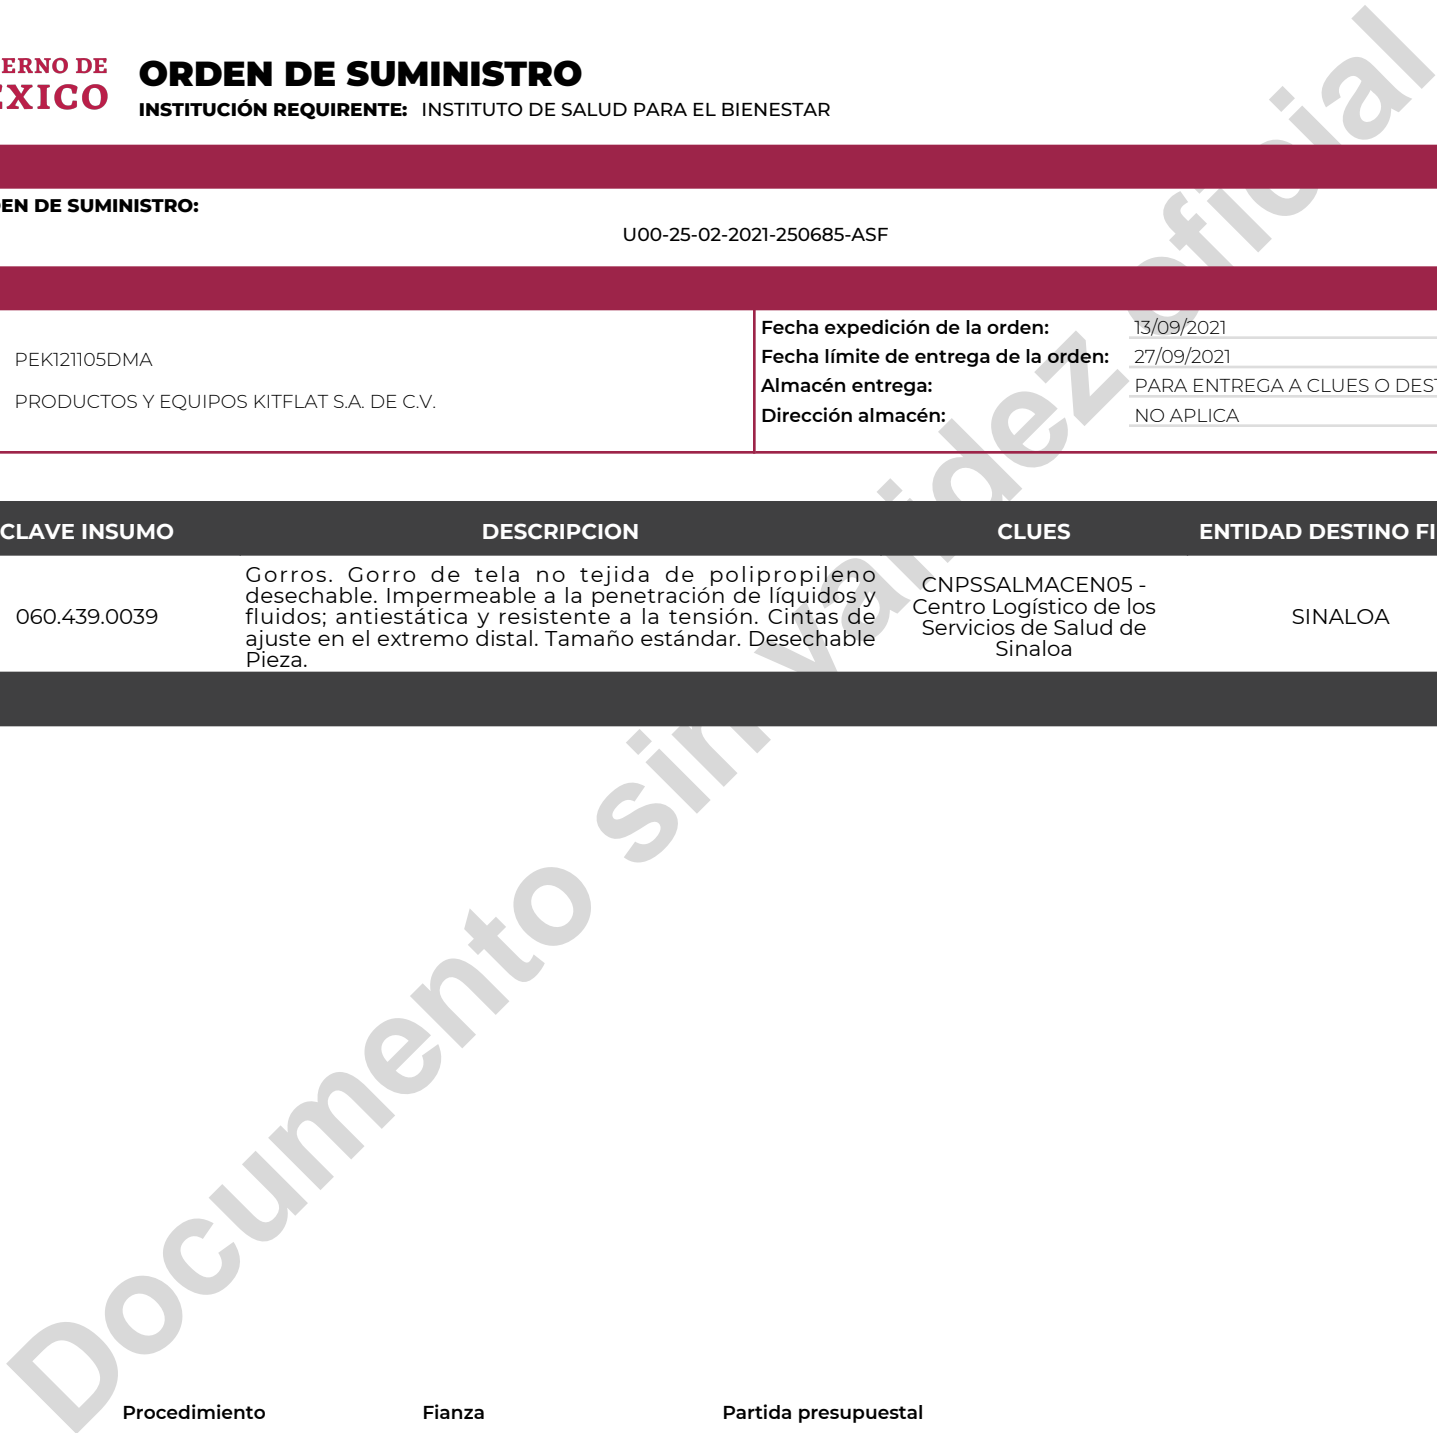 ERNO DE
EXICO
ORDEN DE SUMINISTRO
INSTITUCIÓN REQUIRENTE: INSTITUTO DE SALUD PARA EL BIENESTAR
EN DE SUMINISTRO:
U00-25-02-2021-250685-ASF
PEK121105DMA
PRODUCTOS Y EQUIPOS KITFLAT S.A. DE C.V.
Fecha expedición de la orden: 13/09/2021
Fecha límite de entrega de la orden: 27/09/2021
Almacén entrega: PARA ENTREGA A CLUES O DEST
Dirección almacén: NO APLICA
CLAVE INSUMO DESCRIPCION CLUES ENTIDAD DESTINO FI
060.439.0039
Gorros. Gorro de tela no tejida de polipropileno
desechable. Impermeable a la penetración de líquidos y
fluidos; antiestática y resistente a la tensión. Cintas de
ajuste en el extremo distal. Tamaño estándar. Desechable
Pieza.
CNPSSALMACEN05 -
Centro Logístico de los
Servicios de Salud de
Sinaloa
SINALOA
Documento sin validez oficial
Procedimiento Fianza Partida presupuestal